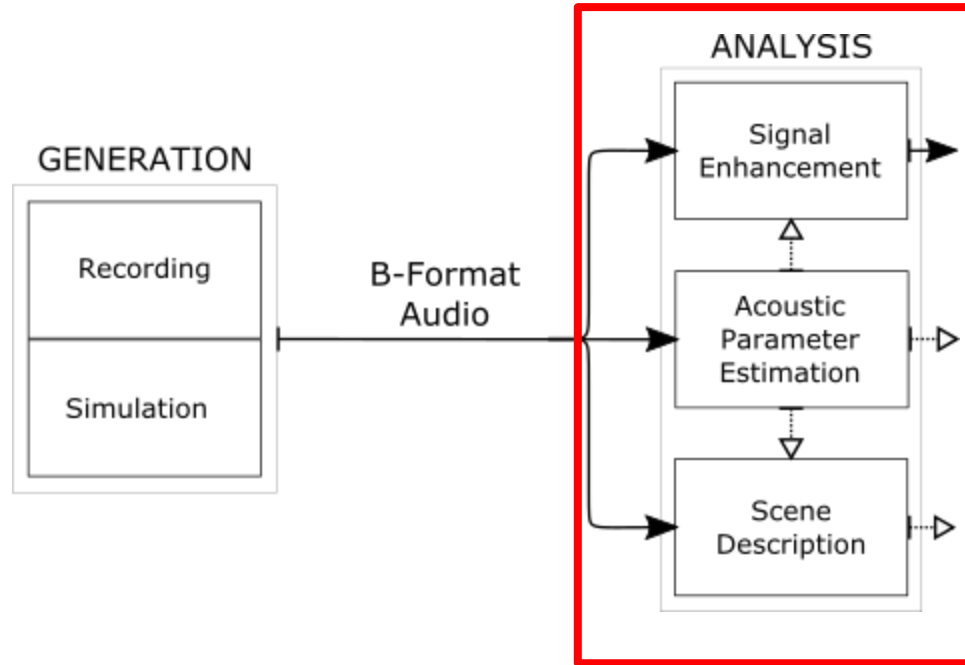 GENERATION
Recording
Simulation
B-Format
Audio
ANALYSIS
Signal
Enhancement
Acoustic
Parameter
Estimation
Scene
Description